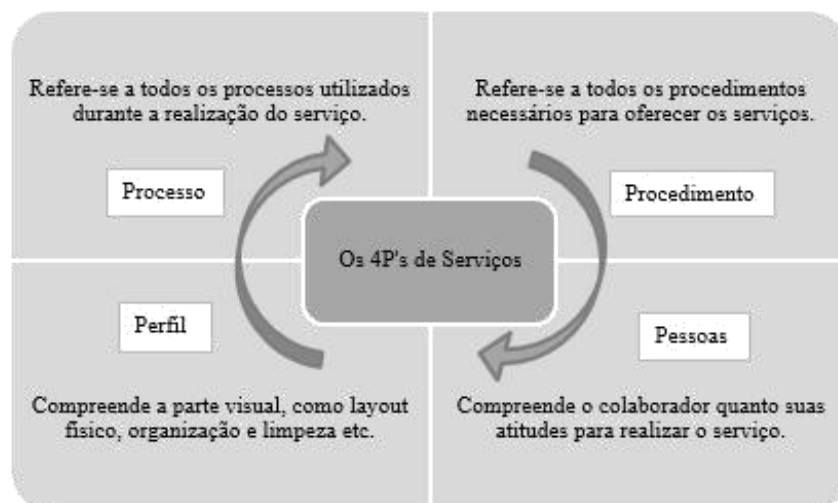 Refere-se a todos os processos utilizados
durante a realização do serviço.
Processo
Refere-se a todos os procedimentos
necessários para oferecer os serviços.
Procedimento
Os 4P's de Serviços
Perfil
Compreende a parte visual, como layout
físico, organização e limpeza etc.
Pessoas
Compreende o colaborador quanto suas
atitudes para realizar o serviço.